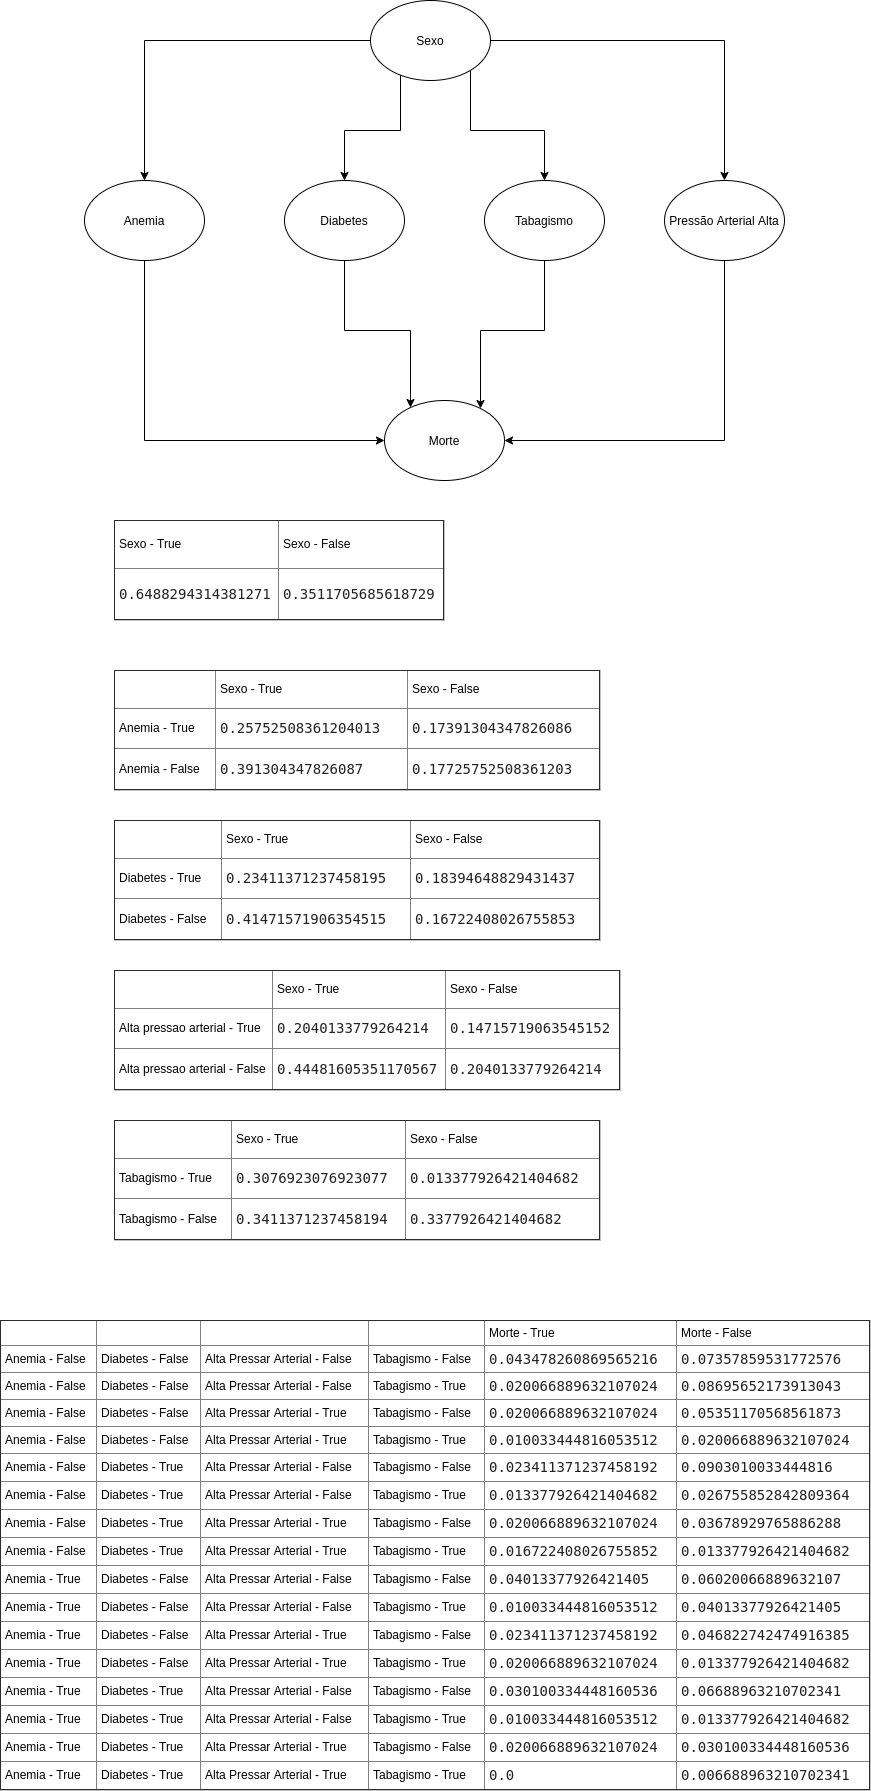 Sexo
Anemia
Diabetes
Tabagismo
Pressão Arterial Alta
Morte
Sexo - True Sexo - False
0.6488294314381271 0.3511705685618729
Sexo - True Sexo - False
Anemia - True 0.25752508361204013 0.17391304347826086
Anemia - False 0.391304347826087 0.17725752508361203
Sexo - True Sexo - False
Diabetes - True 0.23411371237458195 0.18394648829431437
Diabetes - False 0.41471571906354515 0.16722408026755853
Sexo - True Sexo - False
Alta pressao arterial - True 0.2040133779264214 0.14715719063545152
Alta pressao arterial - False 0.44481605351170567 0.2040133779264214
Sexo - True Sexo - False
Tabagismo - True 0.3076923076923077 0.013377926421404682
Tabagismo - False 0.3411371237458194 0.3377926421404682
Morte - True Morte - False
Anemia - False Diabetes - False Alta Pressar Arterial - False Tabagismo - False 0.043478260869565216 0.07357859531772576
Anemia - False Diabetes - False Alta Pressar Arterial - False Tabagismo - True 0.020066889632107024 0.08695652173913043
Anemia - False Diabetes - False Alta Pressar Arterial - True Tabagismo - False 0.020066889632107024 0.05351170568561873
Anemia - False Diabetes - False Alta Pressar Arterial - True Tabagismo - True 0.010033444816053512 0.020066889632107024
Anemia - False Diabetes - True Alta Pressar Arterial - False Tabagismo - False 0.023411371237458192 0.0903010033444816
Anemia - False Diabetes - True Alta Pressar Arterial - False Tabagismo - True 0.013377926421404682 0.026755852842809364
Anemia - False Diabetes - True Alta Pressar Arterial - True Tabagismo - False 0.020066889632107024 0.03678929765886288
Anemia - False Diabetes - True Alta Pressar Arterial - True Tabagismo - True 0.016722408026755852 0.013377926421404682
Anemia - True Diabetes - False Alta Pressar Arterial - False Tabagismo - False 0.04013377926421405 0.06020066889632107
Anemia - True Diabetes - False Alta Pressar Arterial - False Tabagismo - True 0.010033444816053512 0.04013377926421405
Anemia - True Diabetes - False Alta Pressar Arterial - True Tabagismo - False 0.023411371237458192 0.046822742474916385
Anemia - True Diabetes - False Alta Pressar Arterial - True Tabagismo - True 0.020066889632107024 0.013377926421404682
Anemia - True Diabetes - True Alta Pressar Arterial - False Tabagismo - False 0.030100334448160536 0.06688963210702341
Anemia - True Diabetes - True Alta Pressar Arterial - False Tabagismo - True 0.010033444816053512 0.013377926421404682
Anemia - True Diabetes - True Alta Pressar Arterial - True Tabagismo - False 0.020066889632107024 0.030100334448160536
Anemia - True Diabetes - True Alta Pressar Arterial - True Tabagismo - True 0.0 0.006688963210702341